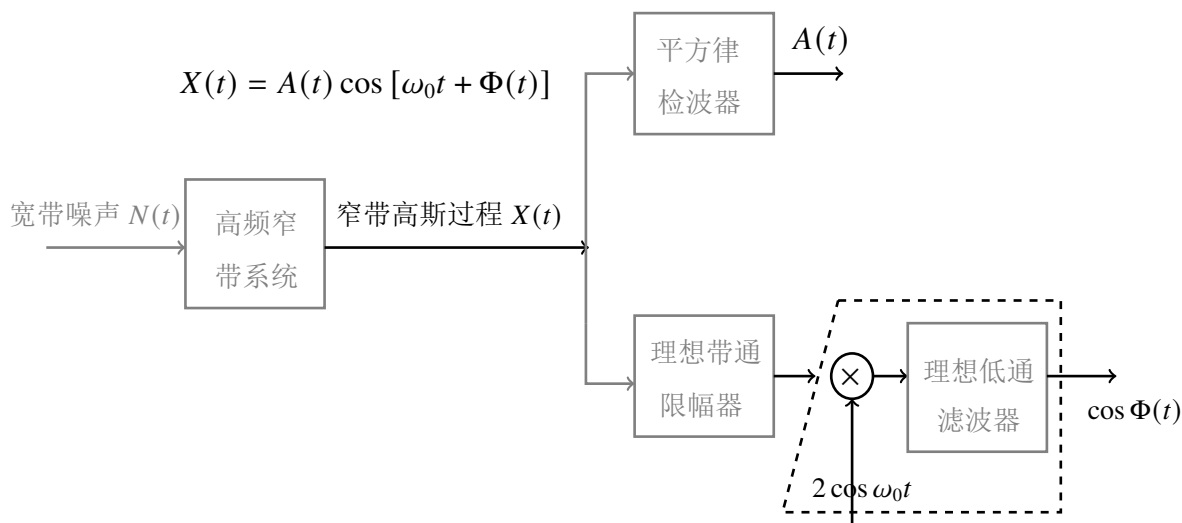 平方律
检波器
A(t)
X(t) = A(t) cos [ω₀t + Φ(t)]
宽带噪声 N(t)
高频窄
带系统
窄带高斯过程 X(t)
理想带通
限幅器
×
理想低通
滤波器
cos Φ(t)
2 cos ω₀t